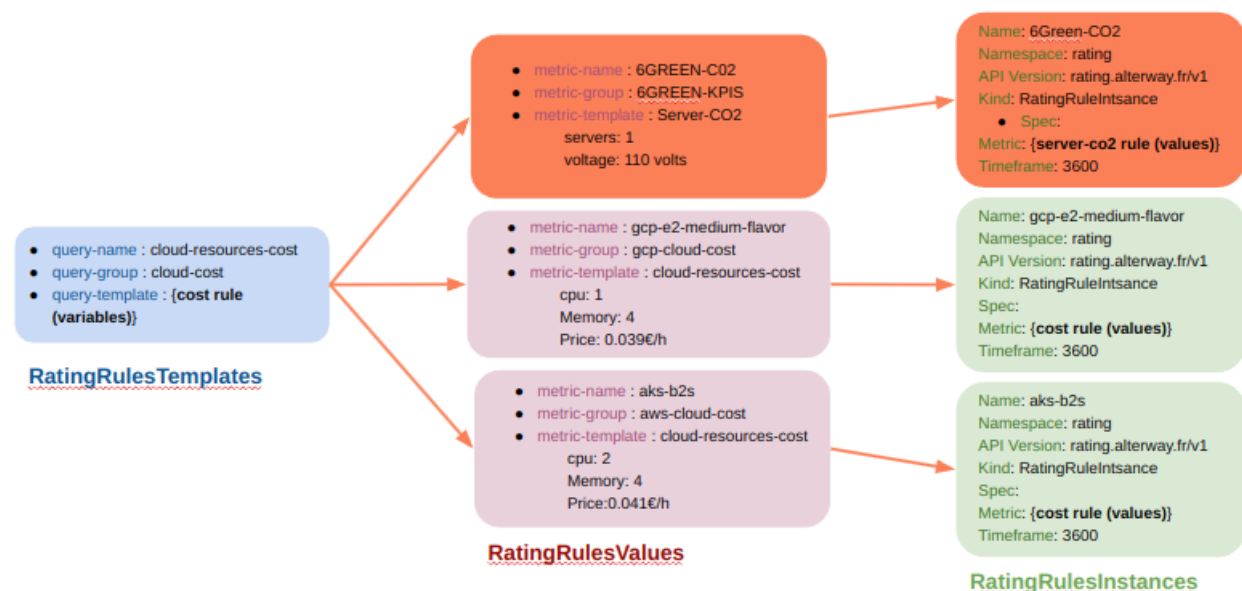 ● query-name : cloud-resources-cost
● query-group : cloud-cost
● query-template : {cost rule
(variables)}
RatingRulesTemplates
● metric-name : 6GREEN-C02
● metric-group : 6GREEN-KPIS
● metric-template : Server-CO2
servers: 1
voltage: 110 volts
● metric-name : gcp-e2-medium-flavor
● metric-group : gcp-cloud-cost
● metric-template : cloud-resources-cost
cpu: 1
Memory: 4
Price: 0.039€/h
● metric-name : aks-b2s
● metric-group : aws-cloud-cost
● metric-template : cloud-resources-cost
cpu: 2
Memory: 4
Price:0.041€/h
RatingRulesValues
Name: 6Green-CO2
Namespace: rating
API Version: rating.alterway.fr/v1
Kind: RatingRuleIntsance
● Spec:
Metric: {server-co2 rule (values)}
Timeframe: 3600
Name: gcp-e2-medium-flavor
Namespace: rating
API Version: rating.alterway.fr/v1
Kind: RatingRuleIntsance
Spec:
Metric: {cost rule (values)}
Timeframe: 3600
Name: aks-b2s
Namespace: rating
API Version: rating.alterway.fr/v1
Kind: RatingRuleIntsance
Spec:
Metric: {cost rule (values)}
Timeframe: 3600
RatingRulesInstances